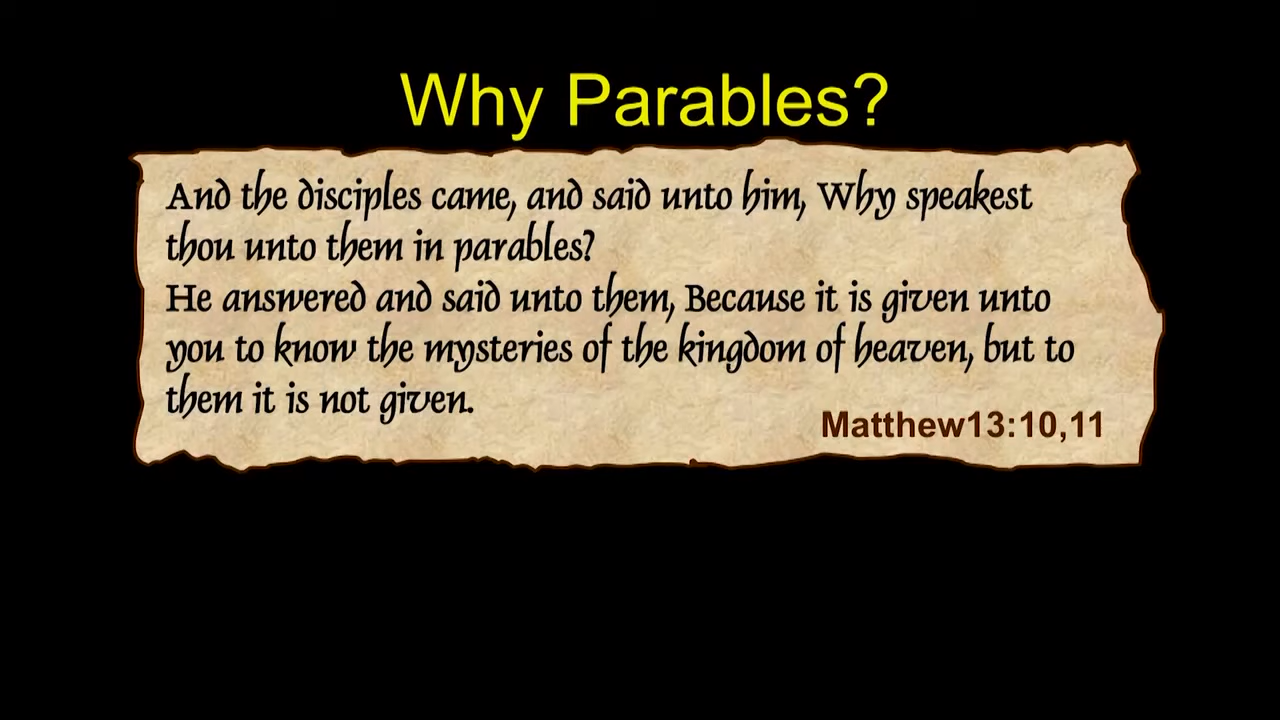 Why Parables?
And the disciples came, and said unto him, Why speakest
thou unto them in parables?
He answered and said unto them, Because it is given unto
you to know the mysteries of the kingdom of heaven, but to
them it is not given.
Matthew13:10,11